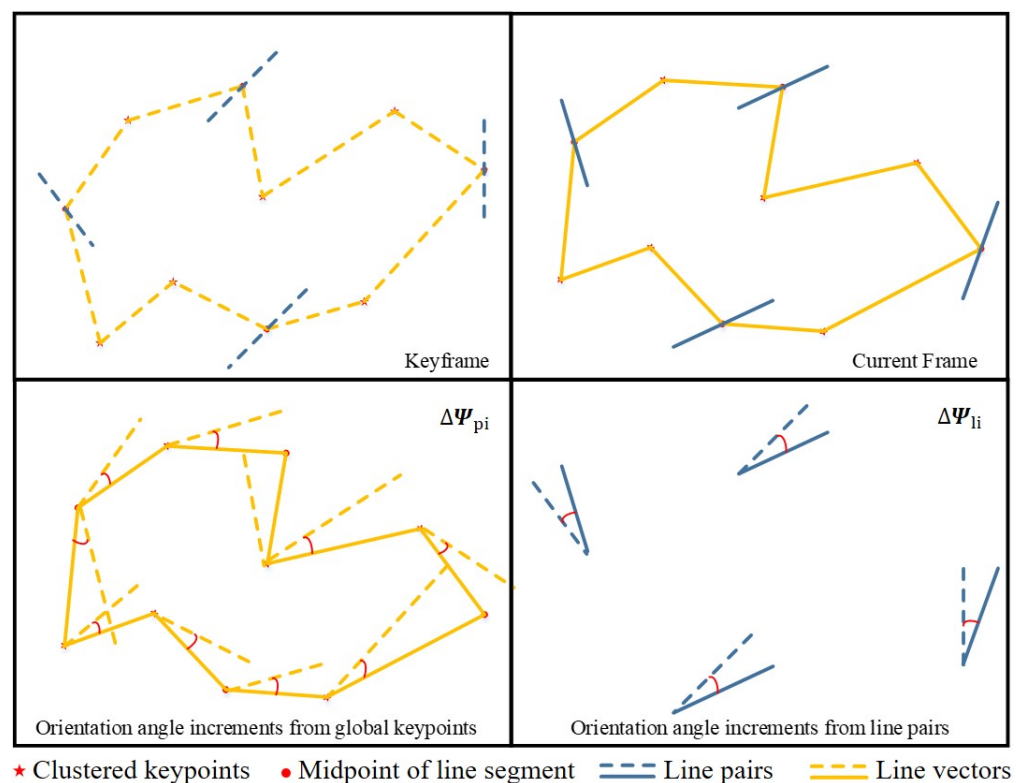 Keyframe
Current Frame
ΔΨpi
ΔΨli
Orientation angle increments from global keypoints
Orientation angle increments from line pairs
Clustered keypoints
Midpoint of line segment
Line pairs
Line vectors